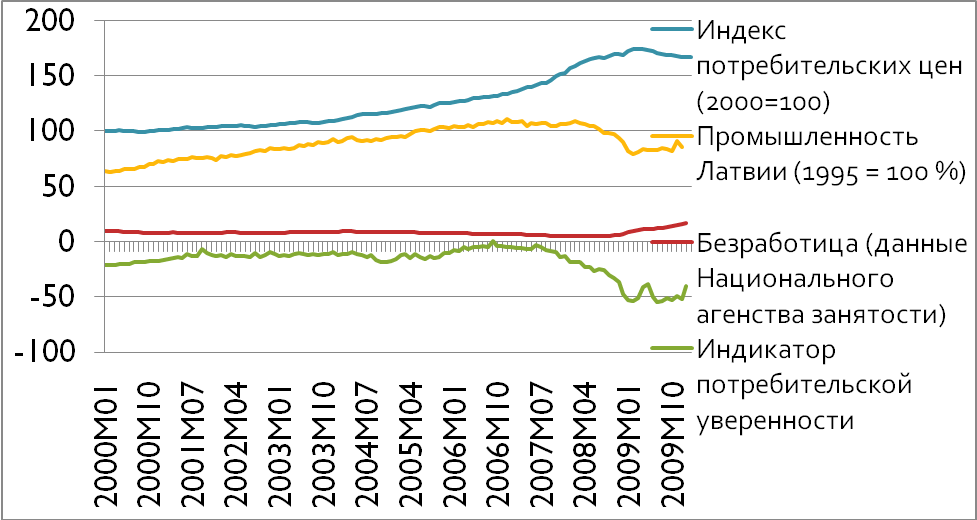 200
150
100
50
0
-50
-100
2000M01
2000M10
2001M07
2002M04
2003M01
2003M10
2004M07
2005M04
2006M01
2006M10
2007M07
2008M04
2009M01
2009M10
Индекс
потребительских цен
(2000=100)
Промышленность
Латвии (1995 = 100 %)
Безработица (данные
Национального
агенства занятости)
Индикатор
потребительской
уверенности